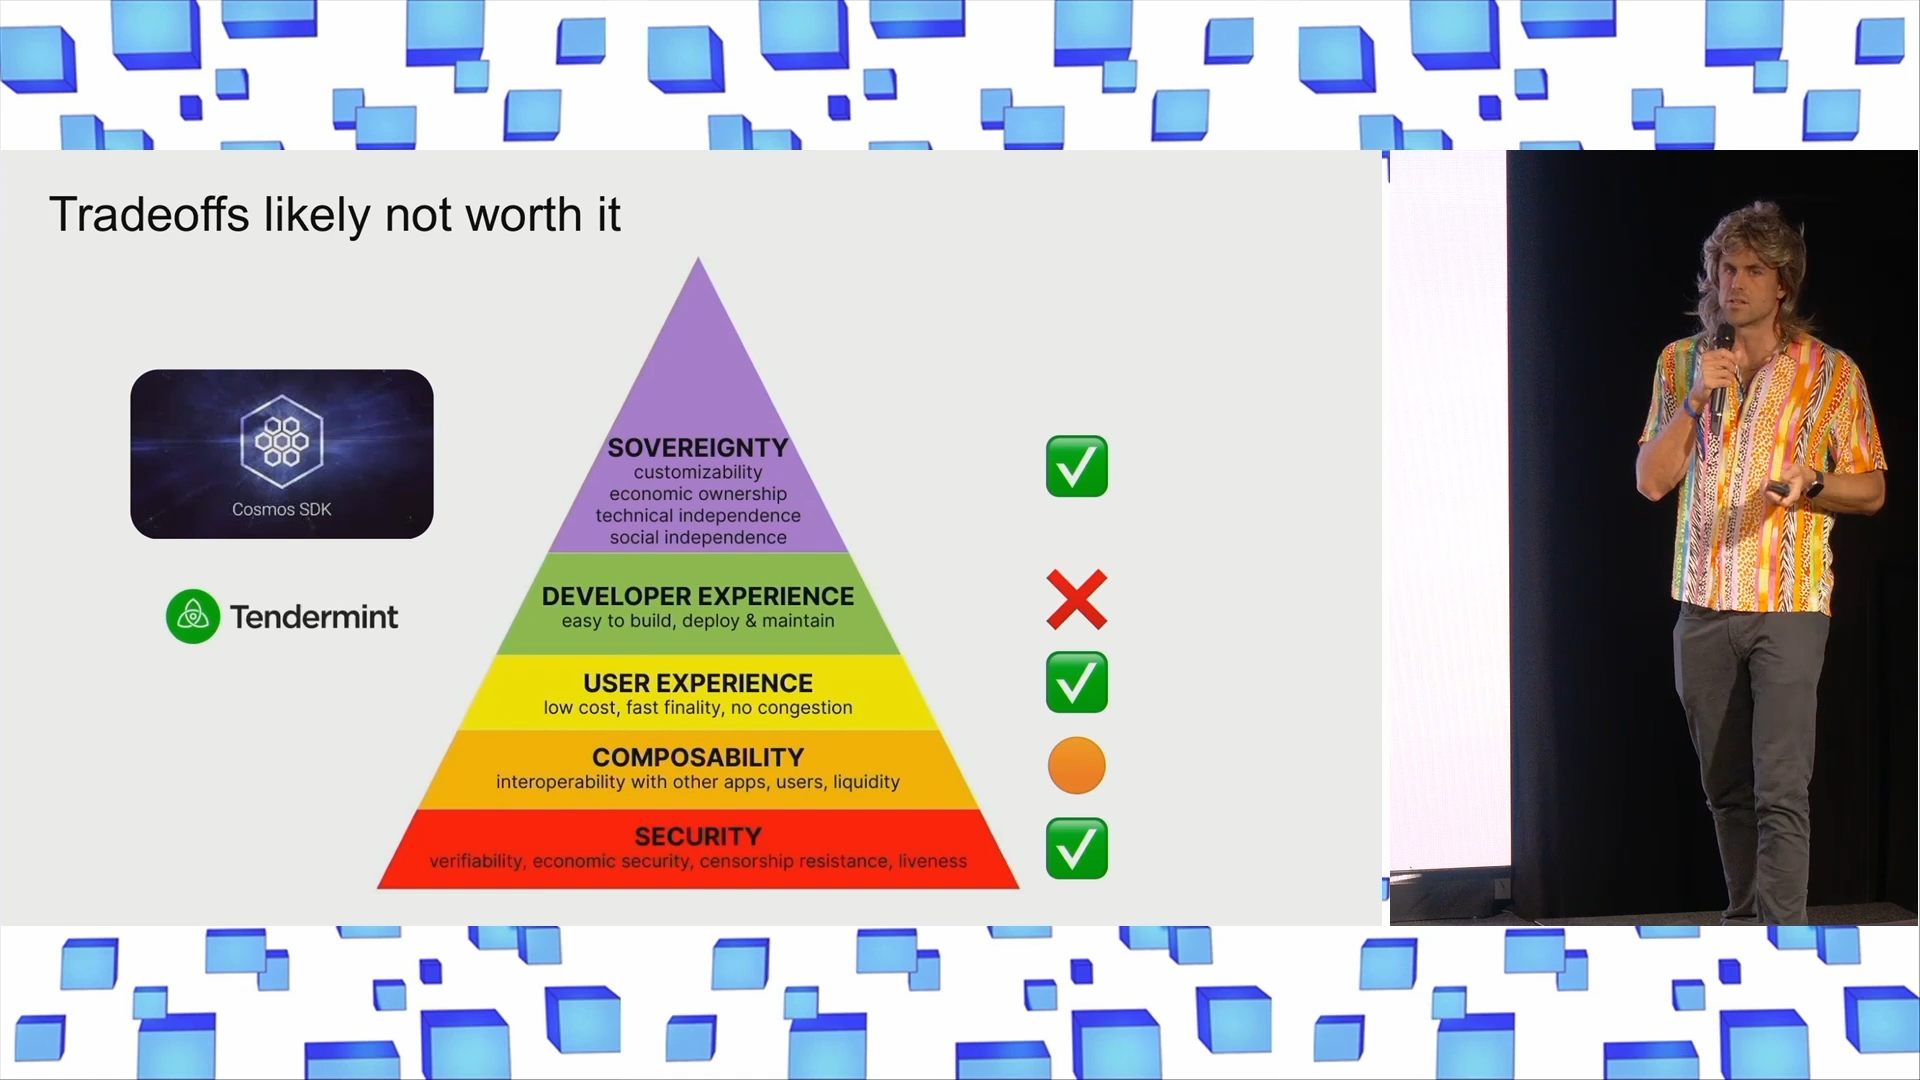 Tradeoffs likely not worth it
Cosmos SDK
Tendermint
SOVEREIGNTY
customizability
economic ownership
technical independence
social independence
DEVELOPER EXPERIENCE
easy to build, deploy & maintain
USER EXPERIENCE
low cost, fast finality, no congestion
COMPOSABILITY
interoperability with other apps, users, liquidity
SECURITY
verifiability, economic security, censorship resistance, liveness